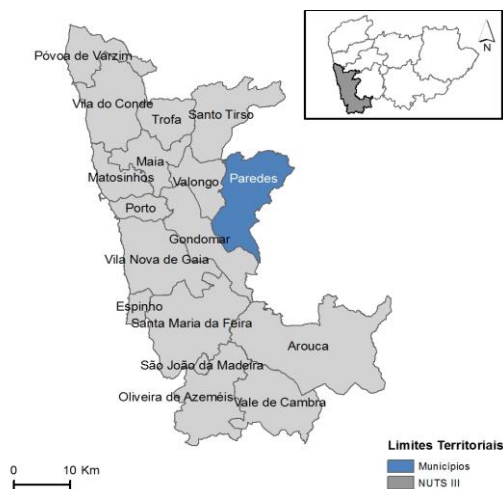 N
Póvoa de Varzim
Vila do Conde
Trofa
Santo Tirso
Maia
Matosinhos
Valongo
Paredes
Porto
Gondomar
Vila Nova de Gaia
Espinho
Santa Maria da Feira
Arouca
São João da Madeira
Oliveira de Azeméis
Vale de Cambra
Limites Territoriais
Municípios
NUTS III
0 10 Km